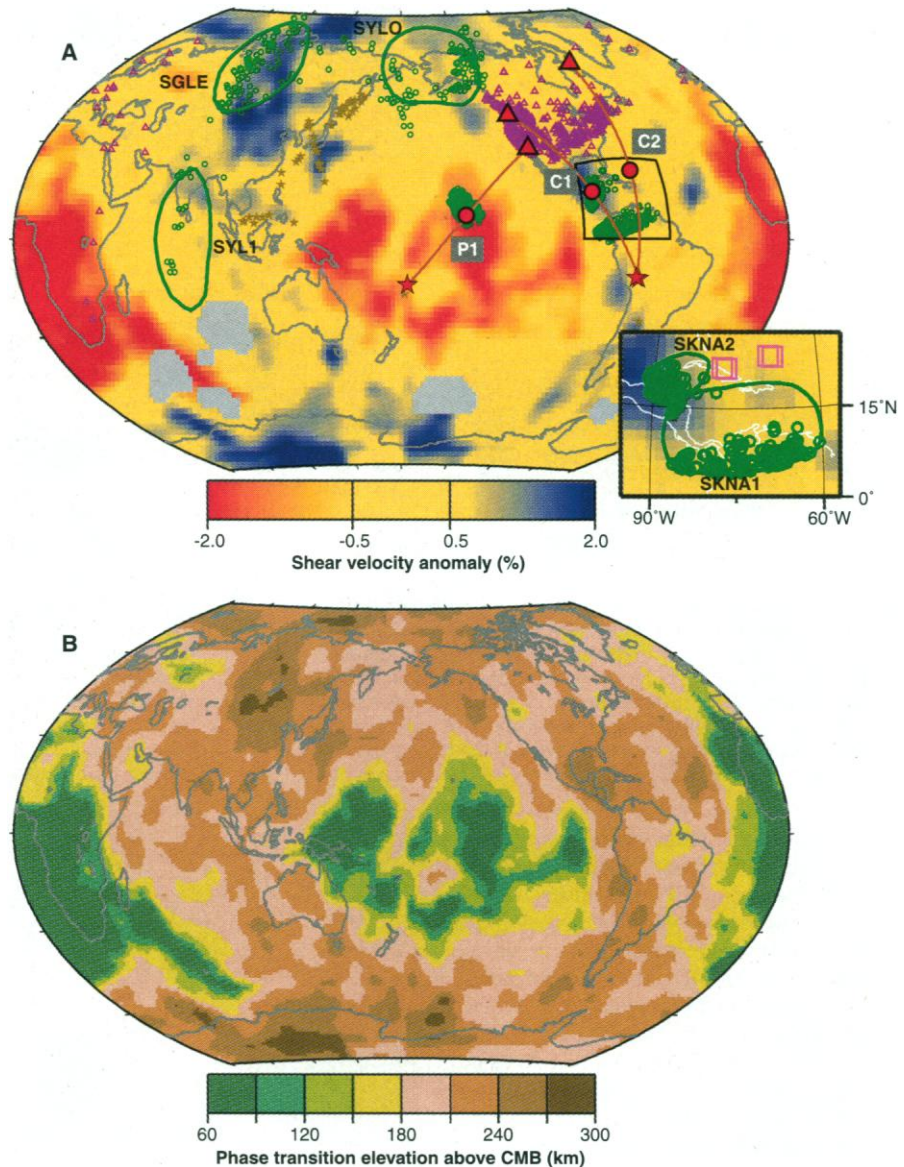 A
SYLO
SGLE
C2
C1
P1
SYL1
SKNA2
15°N
SKNA1
0°
90°W
60°W
-2.0
-0.5
0.5
2.0
Shear velocity anomaly (%)
B
60
120
180
240
300
Phase transition elevation above CMB (km)